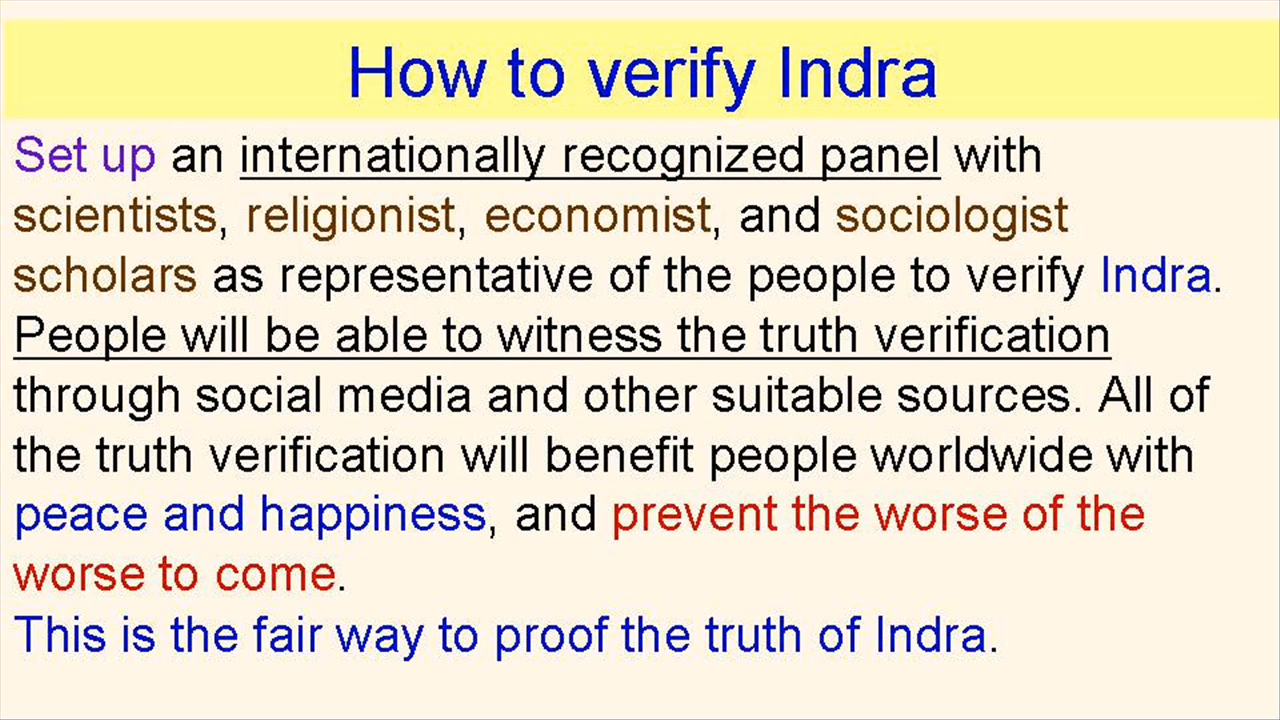 How to verify Indra
Set up an internationally recognized panel with
scientists, religionist, economist, and sociologist
scholars as representative of the people to verify Indra.
People will be able to witness the truth verification
through social media and other suitable sources. All of
the truth verification will benefit people worldwide with
peace and happiness, and prevent the worse of the
worse to come.
This is the fair way to proof the truth of Indra.